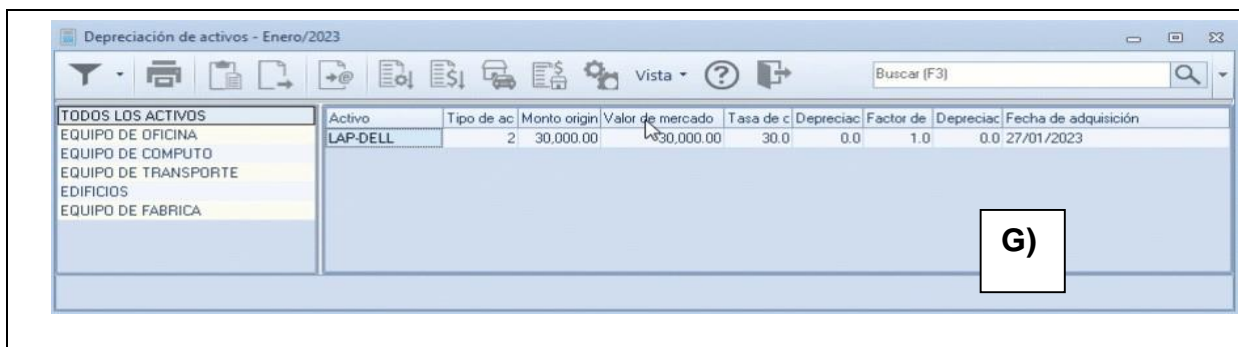 Depreciación de activos - Enero/2023
Vista
Buscar (F3)
TODOS LOS ACTIVOS
EQUIPO DE OFICINA
EQUIPO DE COMPUTO
EQUIPO DE TRANSPORTE
EDIFICIOS
EQUIPO DE FABRICA
Activo Tipo de ac Monto origin Valor de mercado Tasa de c Depreciac Factor de Depreciac Fecha de adquisición
LAP-DELL 2 30,000.00 30,000.00 30.0 0.0 1.0 0.0 27/01/2023
G)